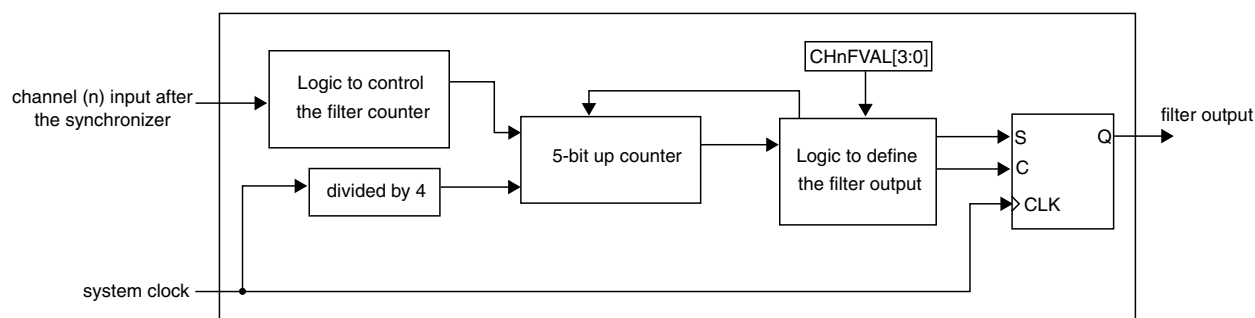 CHnFVAL[3:0]
Logic to control
the filter counter
channel (n) input after
the synchronizer
5-bit up counter
Logic to define
the filter output
S
Q
C
CLK
filter output
divided by 4
system clock